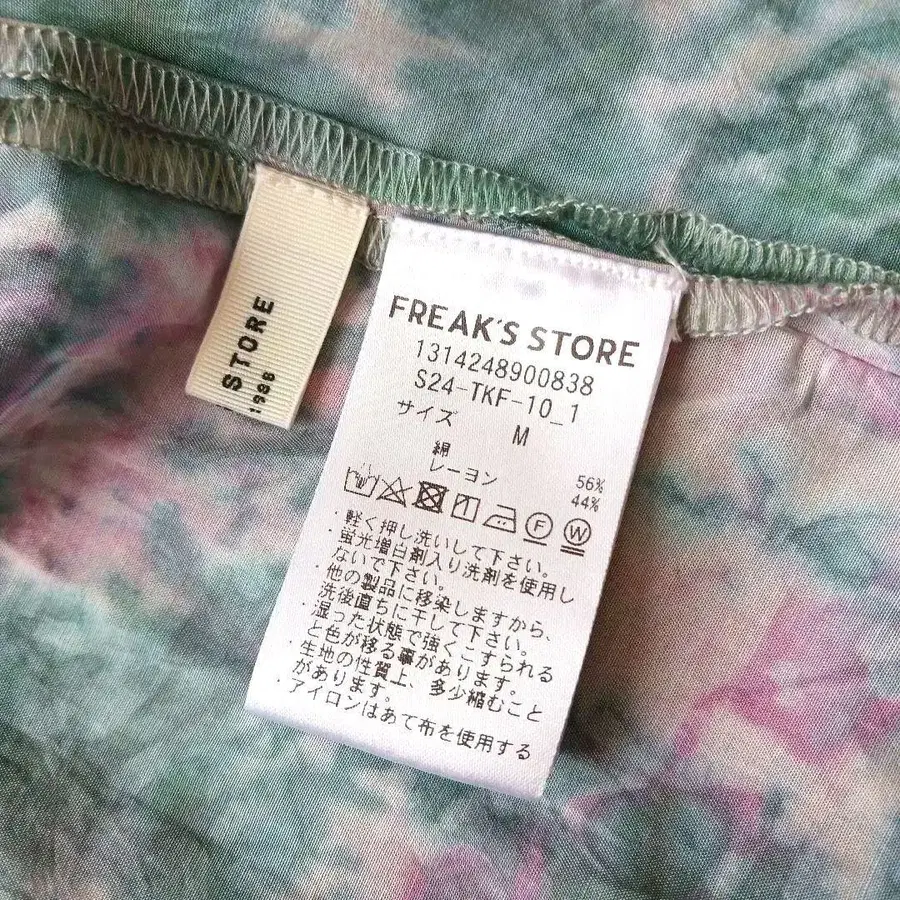 STORE
1986
FREAK'S STORE
1314248900838
S24-TKF-10_1
サイズ M
絹 56%
レーヨン 44%
F W
・軽く押し洗いして下さい。
・蛍光増白剤入り洗剤を使用し
ないで下さい。
・他の製品に移染しますから、
洗後直ちに干して下さい。
・湿った状態で強くこすられる
と色が移る事があります。
・生地の性質上、多少縮むこと
があります。
・アイロンはあて布を使用する